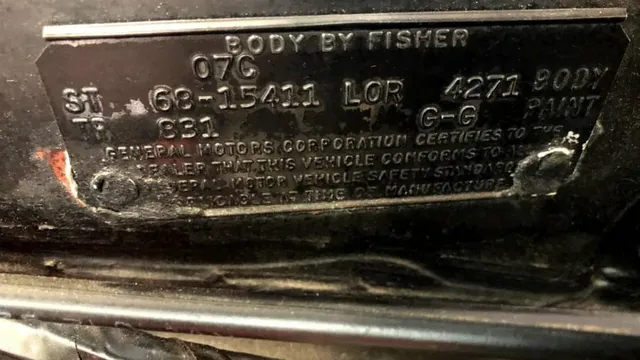 BODY BY FISHER
07C
ST 68-15411 LOR 4271 BODY
TR 831 G-G PAINT
GENERAL MOTORS CORPORATION CERTIFIES TO THE
DEALER THAT THIS VEHICLE CONFORMS TO ALL
FEDERAL MOTOR VEHICLE SAFETY STANDARDS
APPLICABLE AT TIME OF MANUFACTURE